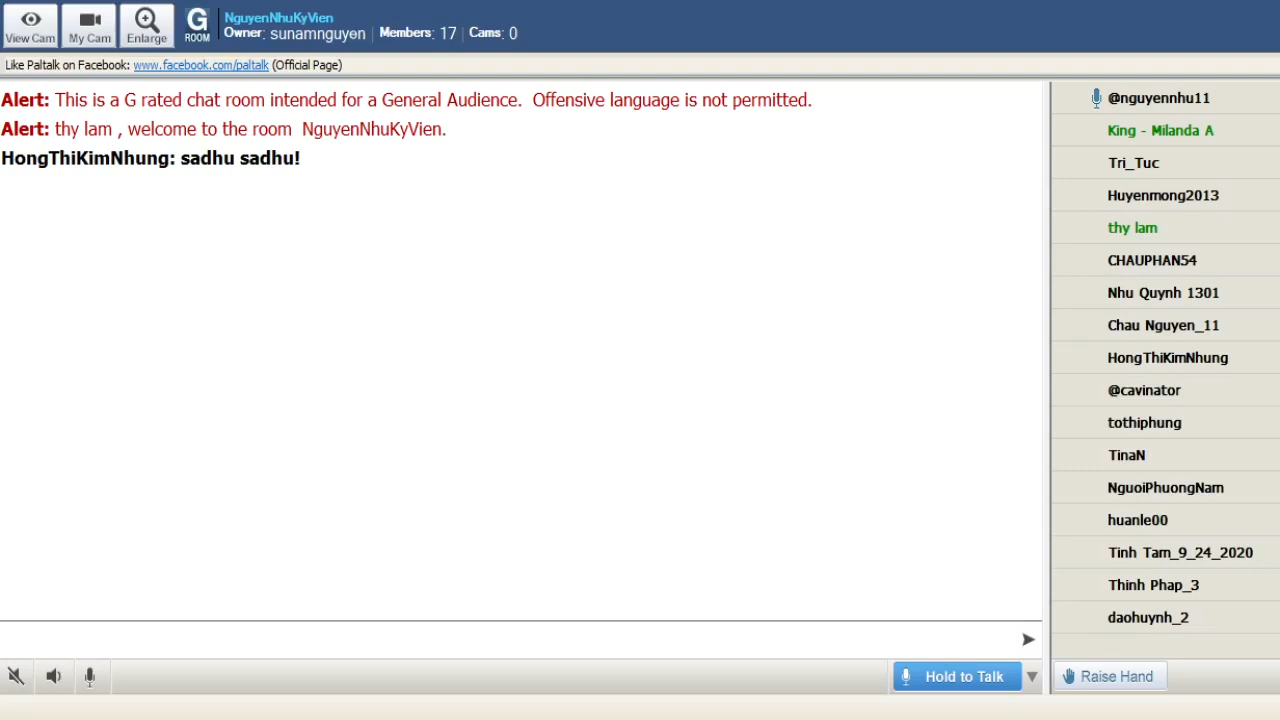 View Cam
My Cam
Enlarge
G
ROOM
NguyenNhuKyVien
Owner: sunamnguyen | Members: 17 | Cams: 0
Like Paltalk on Facebook: www.facebook.com/paltalk (Official Page)
Alert: This is a G rated chat room intended for a General Audience.  Offensive language is not permitted.
Alert: thy lam , welcome to the room  NguyenNhuKyVien.
HongThiKimNhung: sadhu sadhu!
@nguyennhu11
King - Milanda A
Tri_Tuc
Huyenmong2013
thy lam
CHAUPHAN54
Nhu Quynh 1301
Chau Nguyen_11
HongThiKimNhung
@cavinator
tothiphung
TinaN
NguoiPhuongNam
huanle00
Tinh Tam_9_24_2020
Thinh Phap_3
daohuynh_2
Hold to Talk
Raise Hand